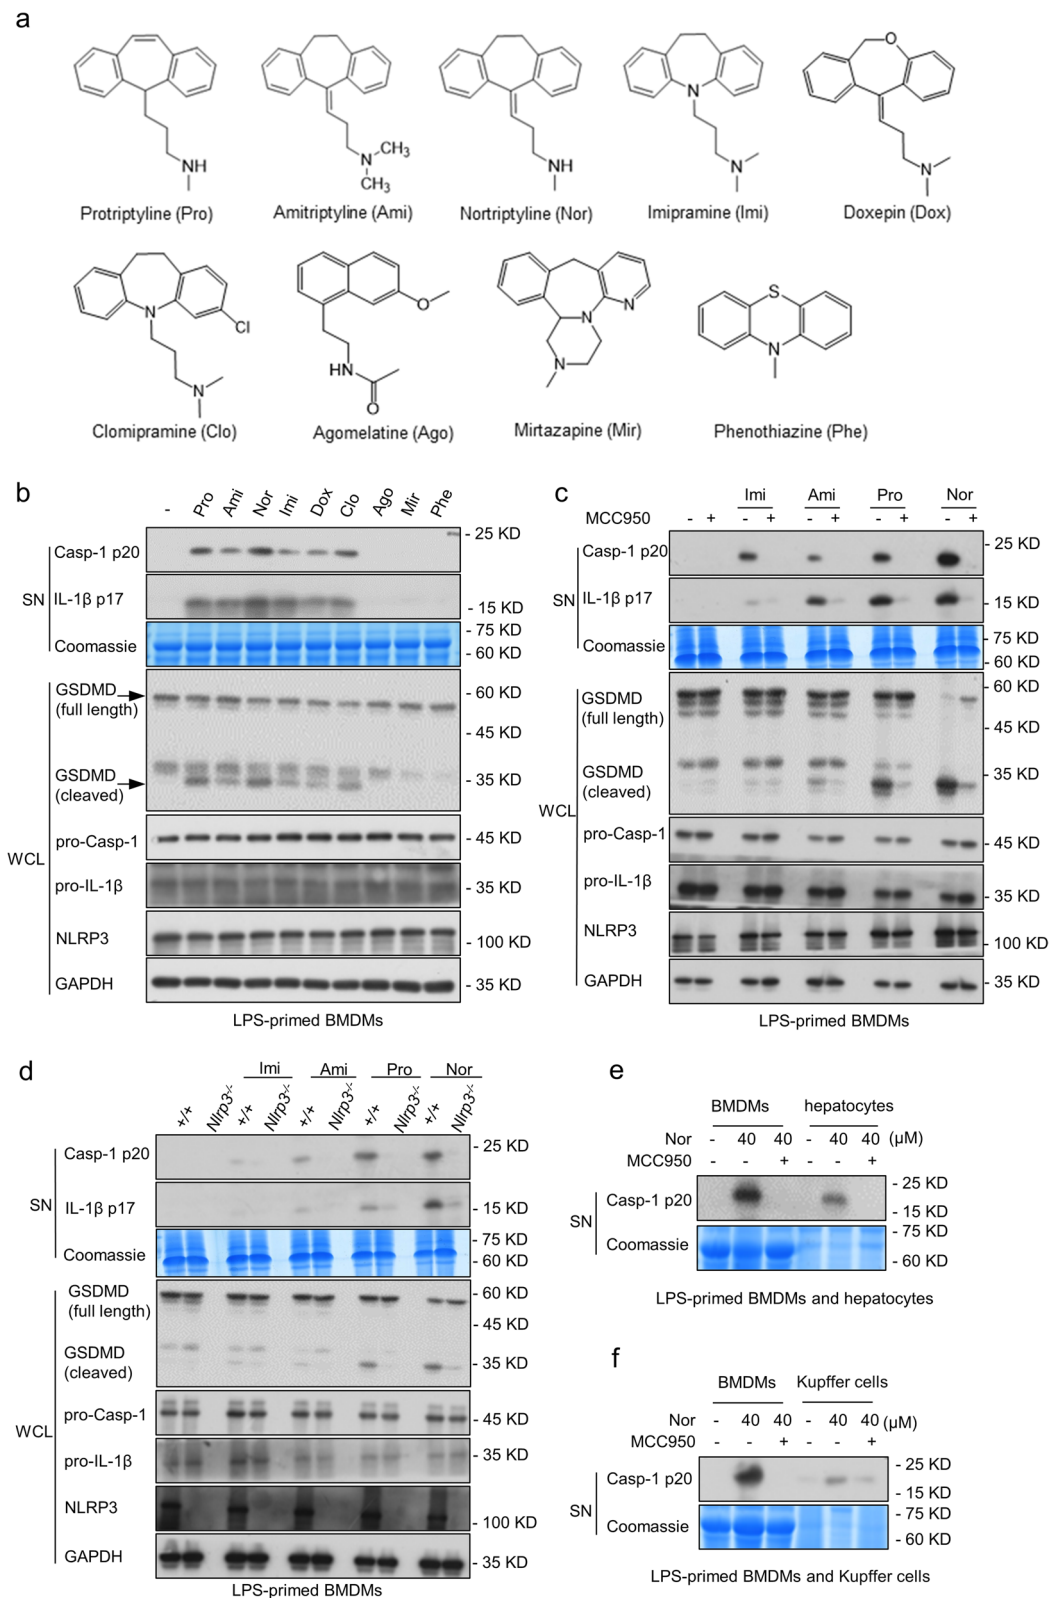 a
O
N
NH
N
CH₃
CH₃
NH
N
N
Protriptyline (Pro)
Amitriptyline (Ami)
Nortriptyline (Nor)
Imipramine (Imi)
Doxepin (Dox)
N
Cl
N
O
HN
O
N
N
N
S
N
Clomipramine (Clo)
Agomelatine (Ago)
Mirtazapine (Mir)
Phenothiazine (Phe)
b
- Pro Ami Nor Imi Dox Clo Ago Mir Phe
SN
Casp-1 p20
- 25 KD
IL-1β p17
- 15 KD
Coomassie
- 75 KD
- 60 KD
WCL
GSDMD
(full length)
- 60 KD
- 45 KD
GSDMD
(cleaved)
- 35 KD
pro-Casp-1
- 45 KD
pro-IL-1β
- 35 KD
NLRP3
- 100 KD
GAPDH
- 35 KD
LPS-primed BMDMs
c
Imi Ami Pro Nor
MCC950 - + - + - + - + - +
SN
Casp-1 p20
- 25 KD
IL-1β p17
- 15 KD
Coomassie
- 75 KD
- 60 KD
WCL
GSDMD
(full length)
- 60 KD
- 45 KD
GSDMD
(cleaved)
- 35 KD
pro-Casp-1
- 45 KD
pro-IL-1β
- 35 KD
NLRP3
- 100 KD
GAPDH
- 35 KD
LPS-primed BMDMs
d
Imi Ami Pro Nor
+/+ Nlrp3-/- +/+ Nlrp3-/- +/+ Nlrp3-/- +/+ Nlrp3-/- +/+ Nlrp3-/-
SN
Casp-1 p20
- 25 KD
IL-1β p17
- 15 KD
Coomassie
- 75 KD
- 60 KD
WCL
GSDMD
(full length)
- 60 KD
- 45 KD
GSDMD
(cleaved)
- 35 KD
pro-Casp-1
- 45 KD
pro-IL-1β
- 35 KD
NLRP3
- 100 KD
GAPDH
- 35 KD
LPS-primed BMDMs
e
BMDMs hepatocytes
Nor - 40 40 - 40 40 (μM)
MCC950 - - + - - +
SN
Casp-1 p20
- 25 KD
- 15 KD
Coomassie
- 75 KD
- 60 KD
LPS-primed BMDMs and hepatocytes
f
BMDMs Kupffer cells
Nor - 40 40 - 40 40 (μM)
MCC950 - - + - - +
SN
Casp-1 p20
- 25 KD
- 15 KD
Coomassie
- 75 KD
- 60 KD
LPS-primed BMDMs and Kupffer cells